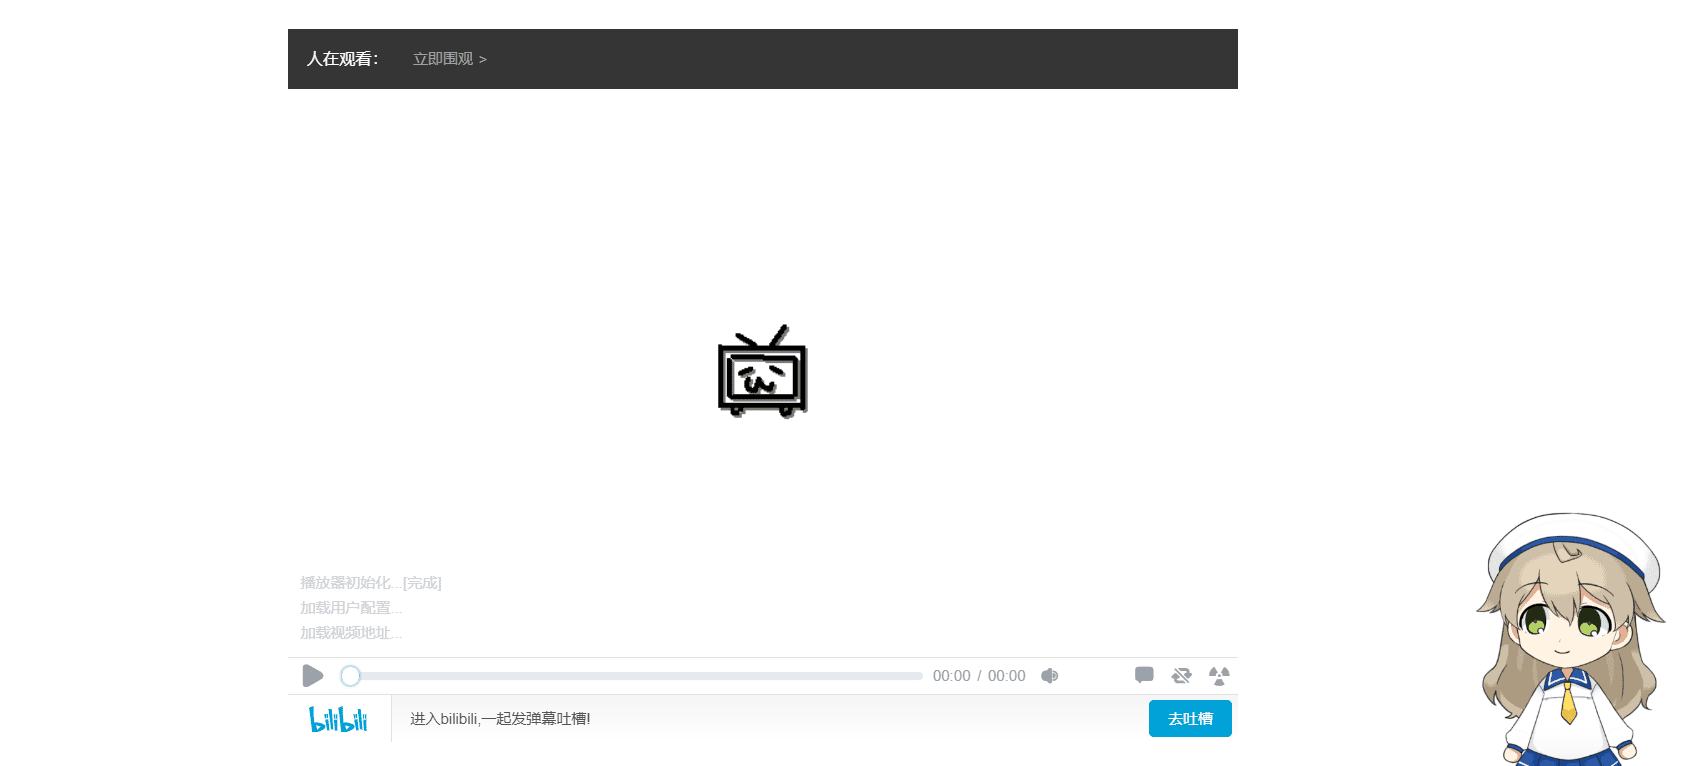 人在观看： 立即围观 >
播放器初始化...[完成]
加载用户配置...
加载视频地址...
00:00 / 00:00
bilibili 进入bilibili,一起发弹幕吐槽! 去吐槽